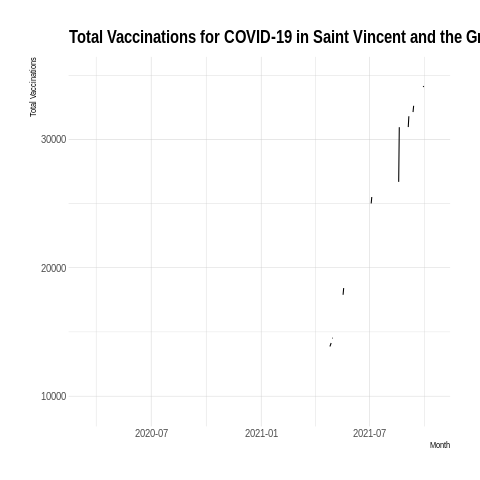 Total Vaccinations for COVID-19 in Saint Vincent and the Gr
Total Vaccinations
30000
20000
10000
2020-07
2021-01
2021-07
Month